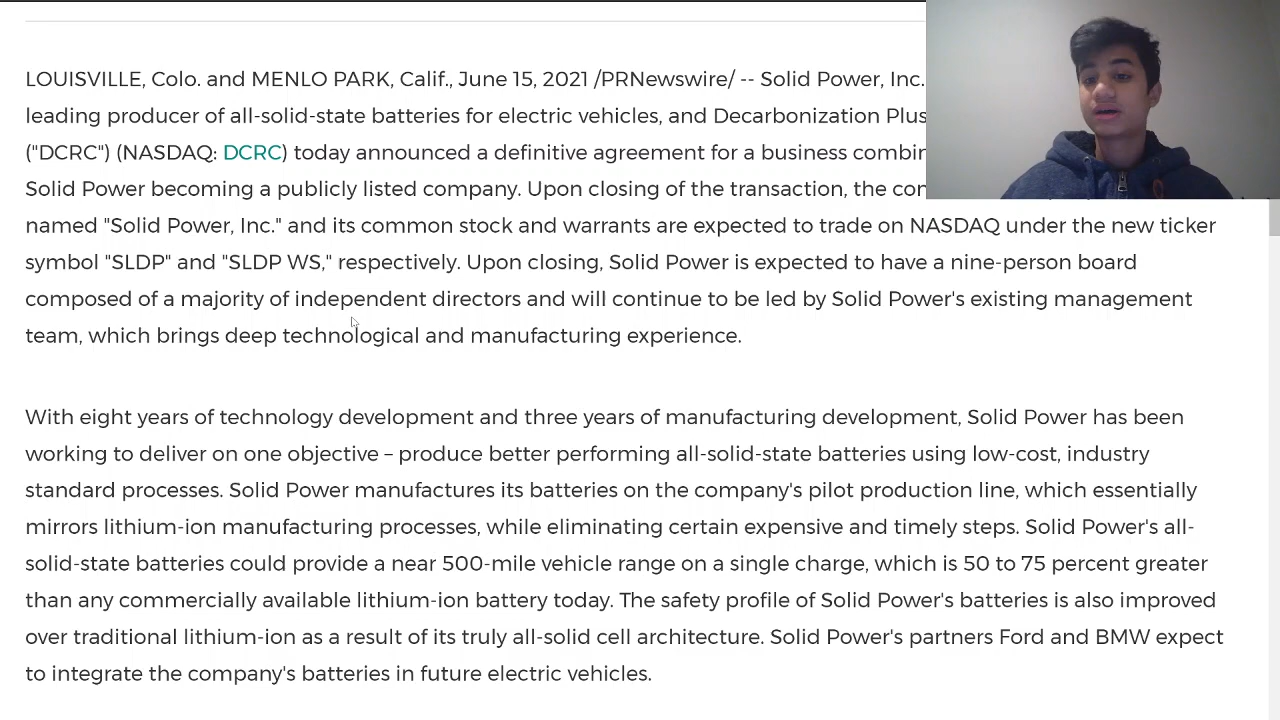 LOUISVILLE, Colo. and MENLO PARK, Calif., June 15, 2021 /PRNewswire/ -- Solid Power, Inc.
leading producer of all-solid-state batteries for electric vehicles, and Decarbonization Plus
("DCRC") (NASDAQ: DCRC) today announced a definitive agreement for a business
Solid Power becoming a publicly listed company. Upon closing of the transaction, the
named "Solid Power, Inc." and its common stock and warrants are expected to trade on NASDAQ under the new ticker
symbol "SLDP" and "SLDP WS," respectively. Upon closing, Solid Power is expected to have a nine-person board
composed of a majority of independent directors and will continue to be led by Solid Power's existing management
team, which brings deep technological and manufacturing experience.
With eight years of technology development and three years of manufacturing development, Solid Power has been
working to deliver on one objective – produce better performing all-solid-state batteries using low-cost, industry
standard processes. Solid Power manufactures its batteries on the company's pilot production line, which essentially
mirrors lithium-ion manufacturing processes, while eliminating certain expensive and timely steps. Solid Power's all-
solid-state batteries could provide a near 500-mile vehicle range on a single charge, which is 50 to 75 percent greater
than any commercially available lithium-ion battery today. The safety profile of Solid Power's batteries is also improved
over traditional lithium-ion as a result of its truly all-solid cell architecture. Solid Power's partners Ford and BMW expect
to integrate the company's batteries in future electric vehicles.